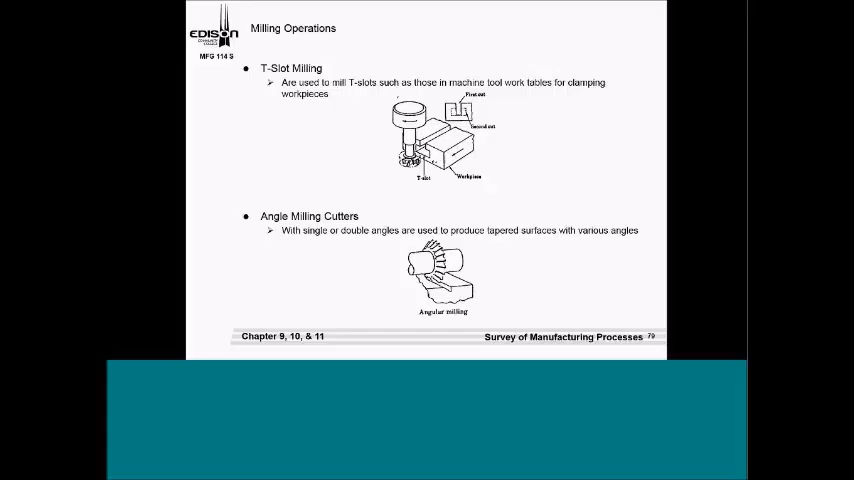 EDISON
COMMUNITY
COLLEGE
MFG 114 S
Milling Operations
● T-Slot Milling
➢ Are used to mill T-slots such as those in machine tool work tables for clamping
workpieces
First cut
Second cut
T-slot
Workpiece
● Angle Milling Cutters
➢ With single or double angles are used to produce tapered surfaces with various angles
Angular milling
Chapter 9, 10, & 11
Survey of Manufacturing Processes 79